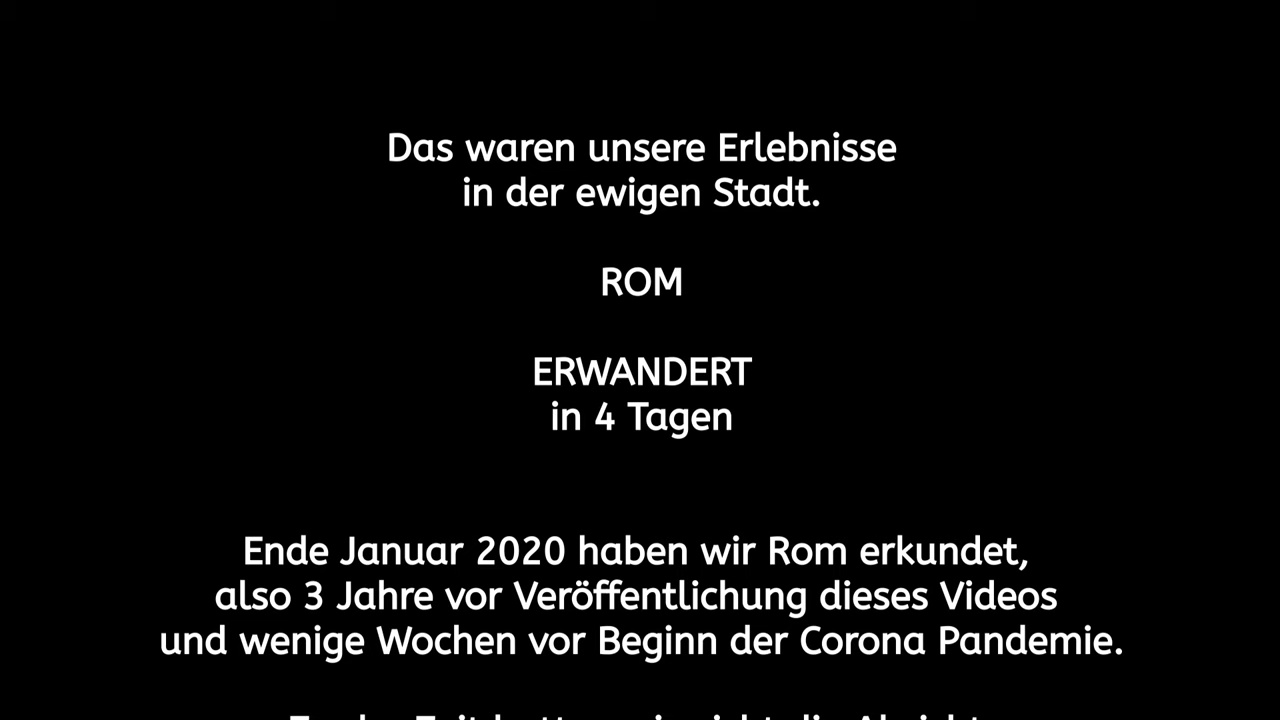 Das waren unsere Erlebnisse
in der ewigen Stadt.
ROM
ERWANDERT
in 4 Tagen
Ende Januar 2020 haben wir Rom erkundet,
also 3 Jahre vor Veröffentlichung dieses Videos
und wenige Wochen vor Beginn der Corona Pandemie.